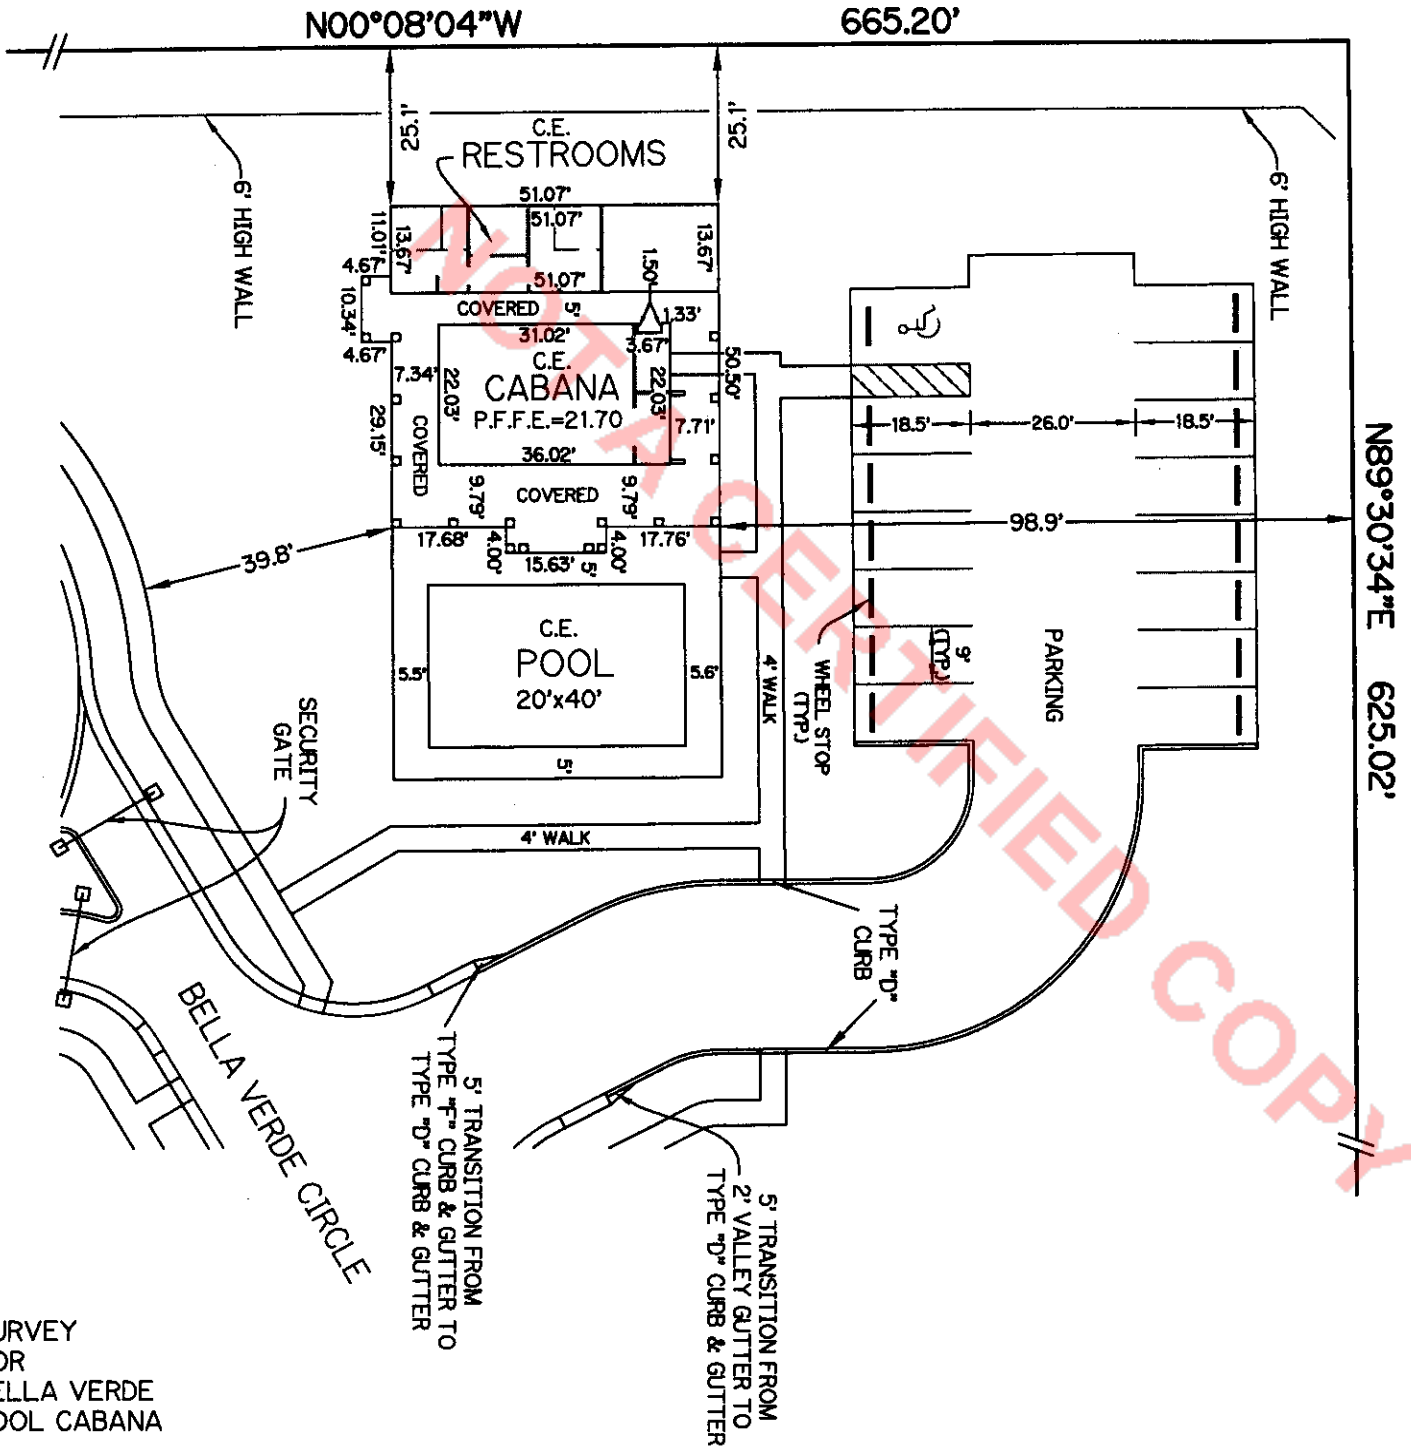 N00°08'04"W 665.20'
N89°30'34"E 625.02'
25.1'
25.1'
6' HIGH WALL
6' HIGH WALL
C.E.
RESTROOMS
51.07'
51.07'
51.07'
11.01'
13.67'
13.67'
4.67'
10.34'
4.67'
1.50'
1.33'
COVERED 5'
31.02'
3.67'
C.E.
CABANA
P.F.F.E.=21.70
36.02'
7.34'
22.03'
22.03'
50.50'
7.71'
29.15'
COVERED
COVERED
9.79'
9.79'
17.68'
4.00'
15.63'
5'
4.00'
17.76'
39.8'
98.9'
18.5'
26.0'
18.5'
C.E.
POOL
20'x40'
5.5'
5.6'
5'
4' WALK
4' WALK
WHEEL STOP
(TYP.)
9'
(TYP.)
PARKING
SECURITY
GATE
TYPE "D"
CURB
BELLA VERDE CIRCLE
5' TRANSITION FROM
TYPE "F" CURB & GUTTER TO
TYPE "D" CURB & GUTTER
5' TRANSITION FROM
2' VALLEY GUTTER TO
TYPE "D" CURB & GUTTER
URVEY
OR
ELLA VERDE
OOL CABANA
NOT A CERTIFIED COPY